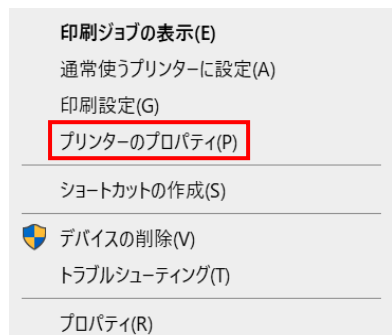 印刷ジョブの表示(E)
通常使うプリンターに設定(A)
印刷設定(G)
プリンターのプロパティ(P)
ショートカットの作成(S)
デバイスの削除(V)
トラブルシューティング(T)
プロパティ(R)